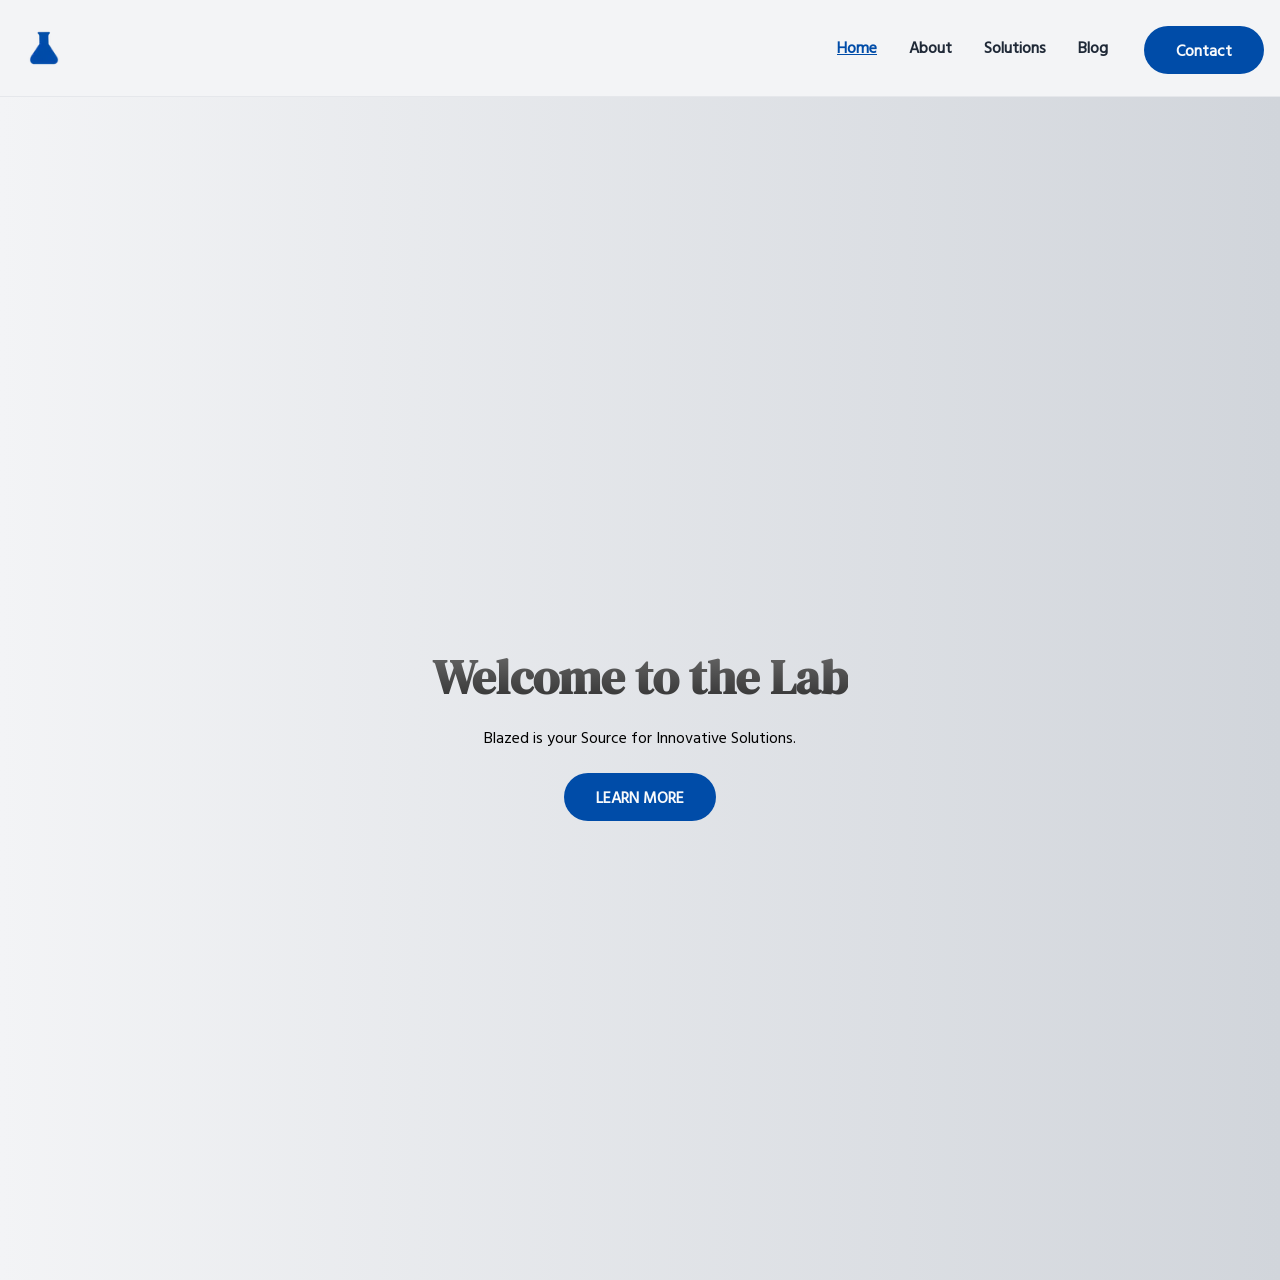 Home About Solutions Blog Contact
Welcome to the Lab
Blazed is your Source for Innovative Solutions.
LEARN MORE